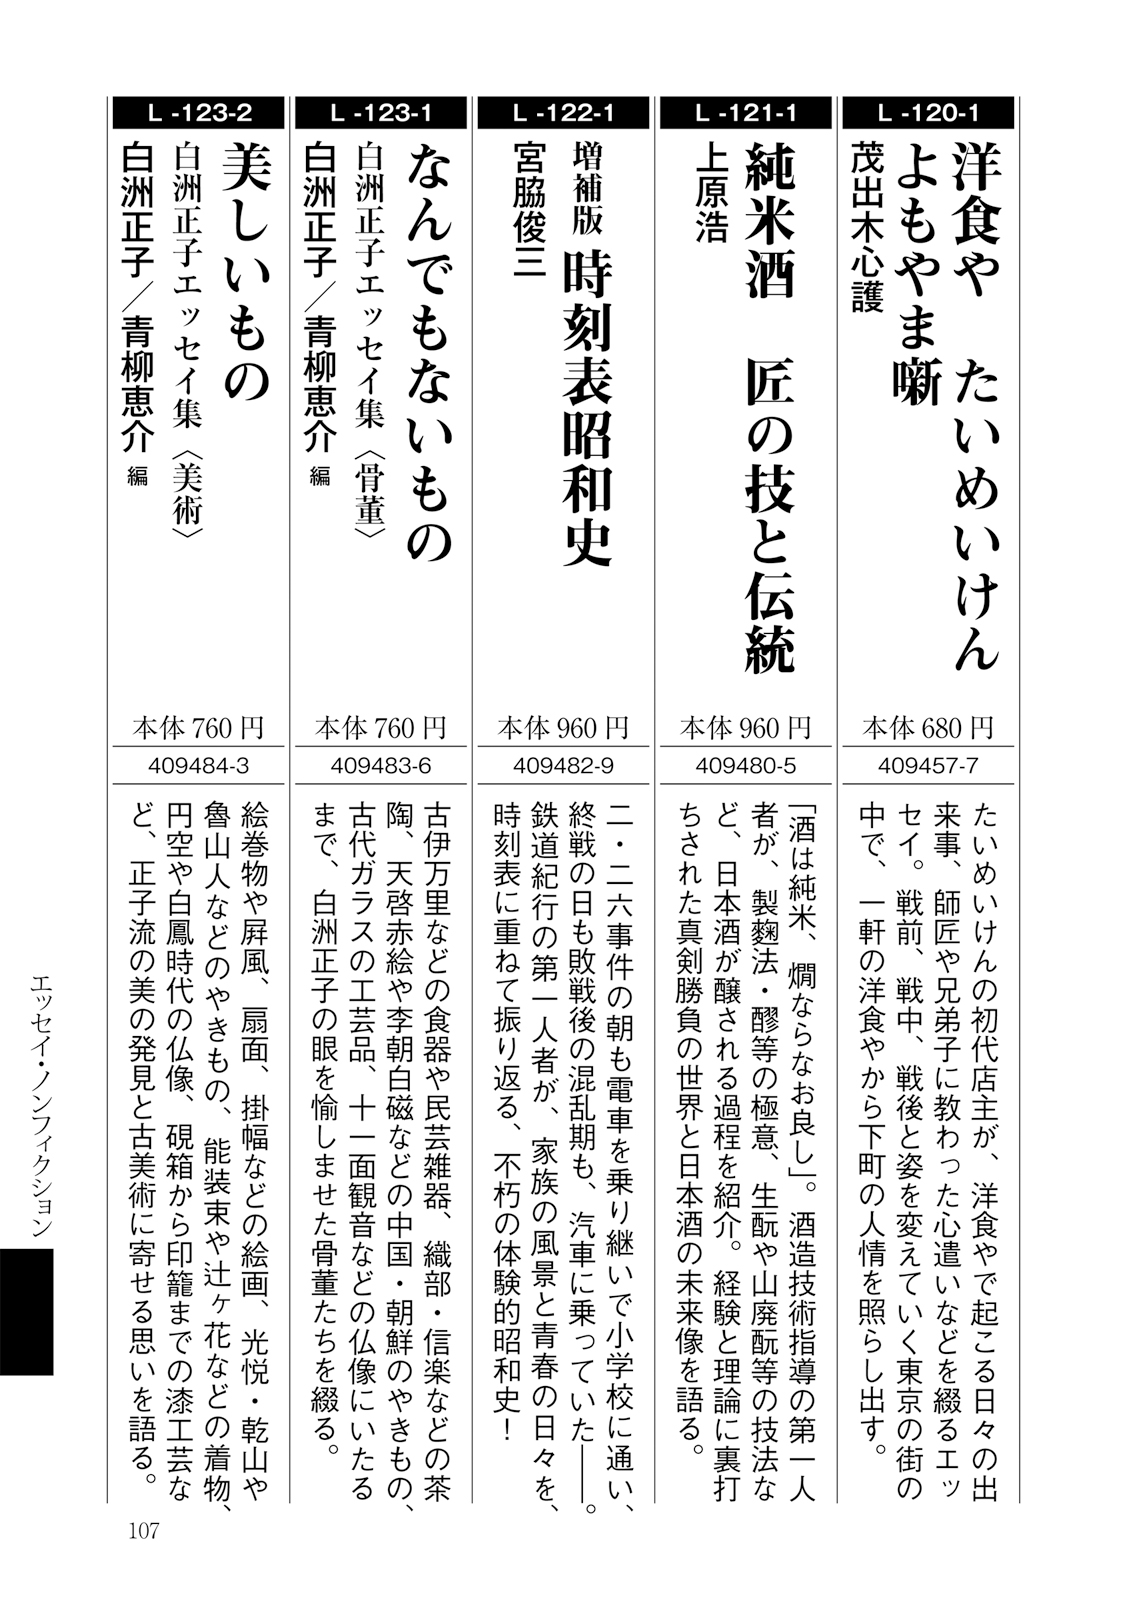 L -120-1
洋食や　たいめいけん
よもやま噺
茂出木心護
本体 680 円
409457-7
たいめいけんの初代店主が、洋食やで起こる日々の出
来事、師匠や兄弟子に教わった心遣いなどを綴るエッ
セイ。戦前、戦中、戦後と姿を変えていく東京の街の
中で、一軒の洋食やから下町の人情を照らし出す。
L -121-1
純米酒　匠の技と伝統
上原浩
本体 960 円
409480-5
「酒は純米、燗ならなお良し」。酒造技術指導の第一人
者が、製麴法・醪等の極意、生酛や山廃酛等の技法な
ど、日本酒が醸される過程を紹介。経験と理論に裏打
ちされた真剣勝負の世界と日本酒の未来像を語る。
L -122-1
増補版 時刻表昭和史
宮脇俊三
本体 960 円
409482-9
二・二六事件の朝も電車を乗り継いで小学校に通い、
終戦の日も敗戦後の混乱期も、汽車に乗っていた――。
鉄道紀行の第一人者が、家族の風景と青春の日々を、
時刻表に重ねて振り返る、不朽の体験的昭和史！
L -123-1
なんでもないもの
白洲正子エッセイ集〈骨董〉
白洲正子／青柳恵介 編
本体 760 円
409483-6
古伊万里などの食器や民芸雑器、織部・信楽などの茶
陶、天啓赤絵や李朝白磁などの中国・朝鮮のやきもの、
古代ガラスの工芸品、十一面観音などの仏像にいたる
まで、白洲正子の眼を愉しませた骨董たちを綴る。
L -123-2
美しいもの
白洲正子エッセイ集〈美術〉
白洲正子／青柳恵介 編
本体 760 円
409484-3
絵巻物や屛風、扇面、掛幅などの絵画、光悦・乾山や
魯山人などのやきもの、能装束や辻ヶ花などの着物、
円空や白鳳時代の仏像、硯箱から印籠までの漆工芸な
ど、正子流の美の発見と古美術に寄せる思いを語る。
エッセイ・ノンフィクション
107